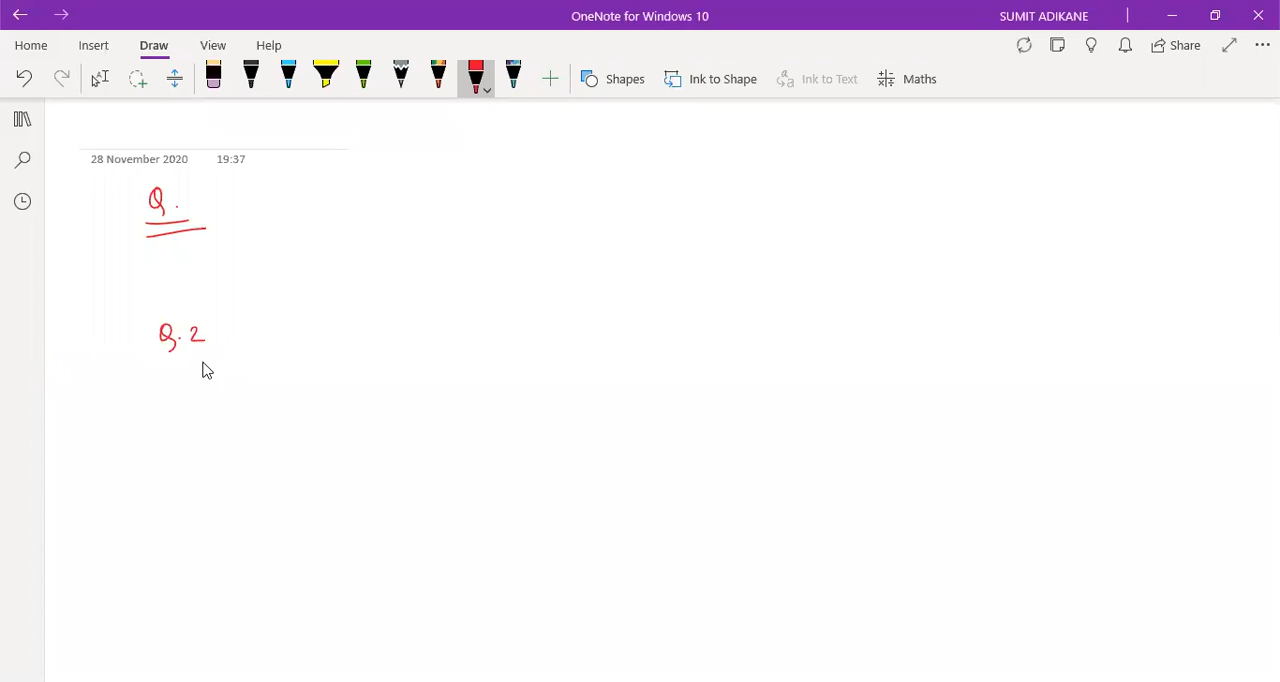 OneNote for Windows 10 SUMIT ADIKANE
Home Insert Draw View Help Share
Shapes Ink to Shape Ink to Text Maths
28 November 2020 19:37
Q.
Q. 2